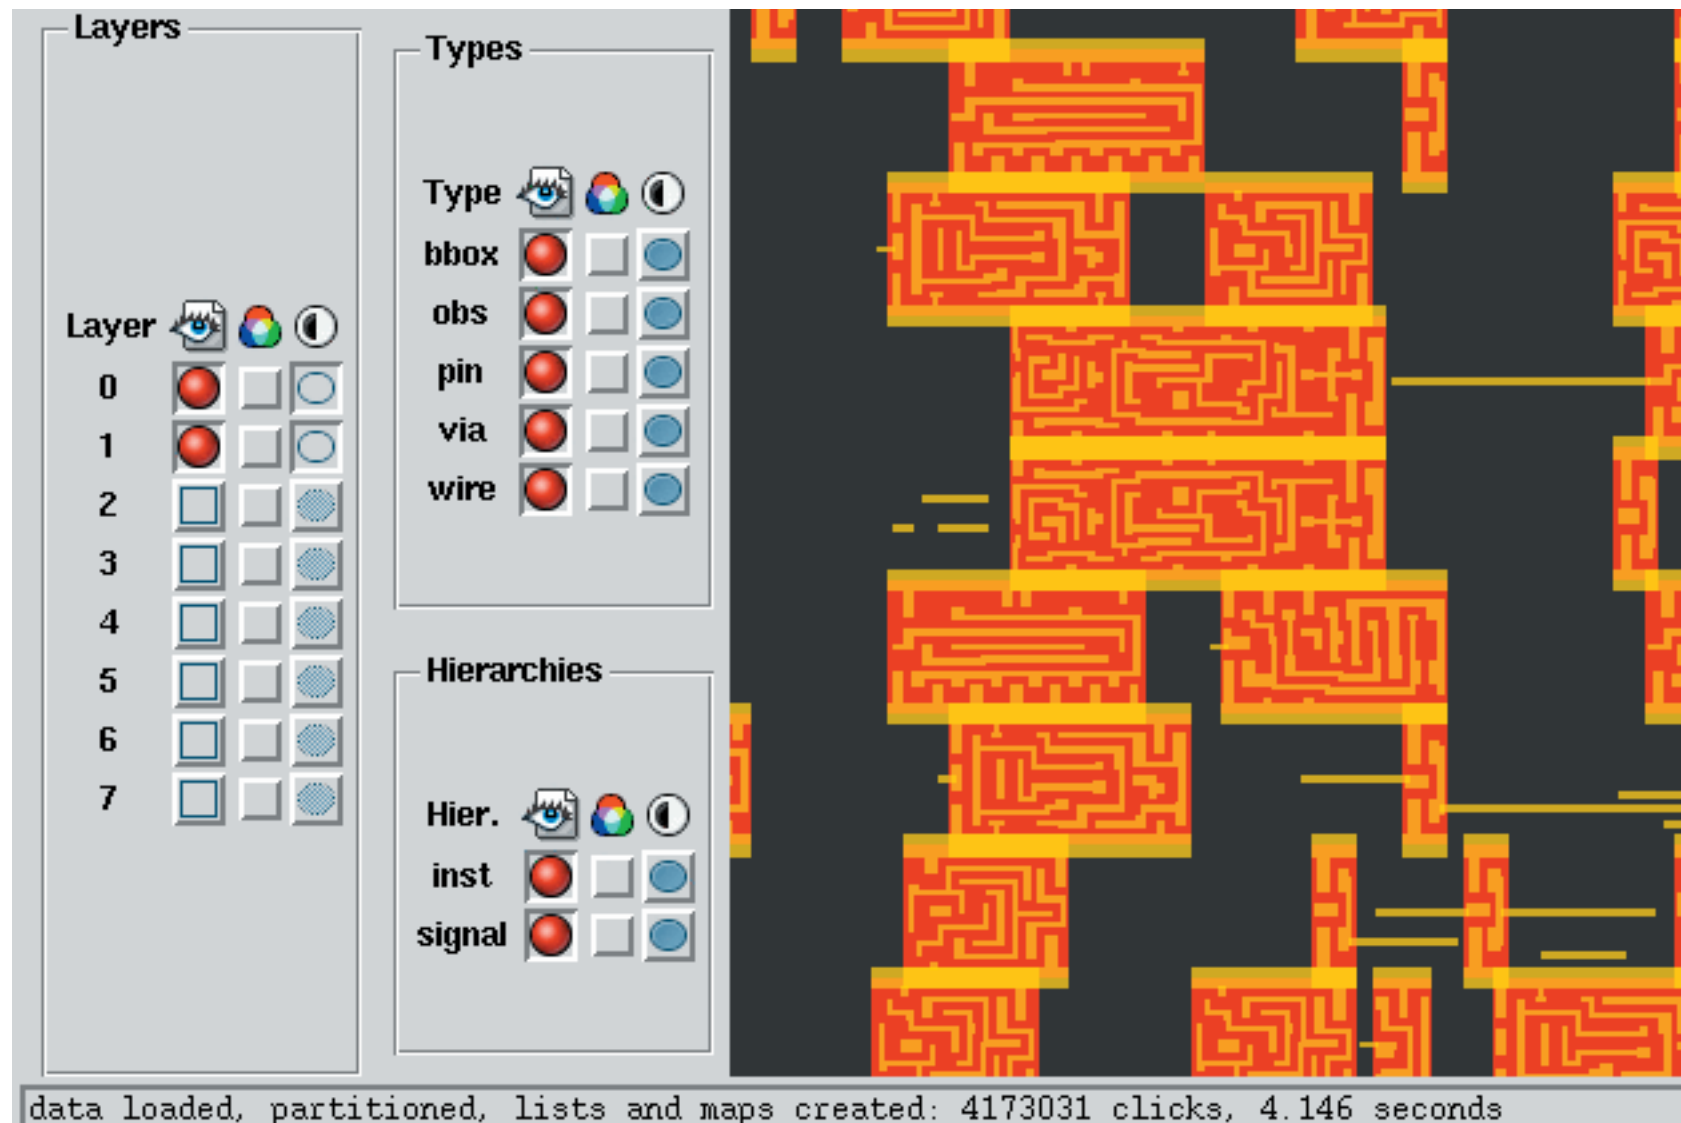 Layers
Layer
0
1
2
3
4
5
6
7
Types
Type
bbox
obs
pin
via
wire
Hierarchies
Hier.
inst
signal
data loaded, partitioned, lists and maps created: 4173031 clicks, 4.146 seconds